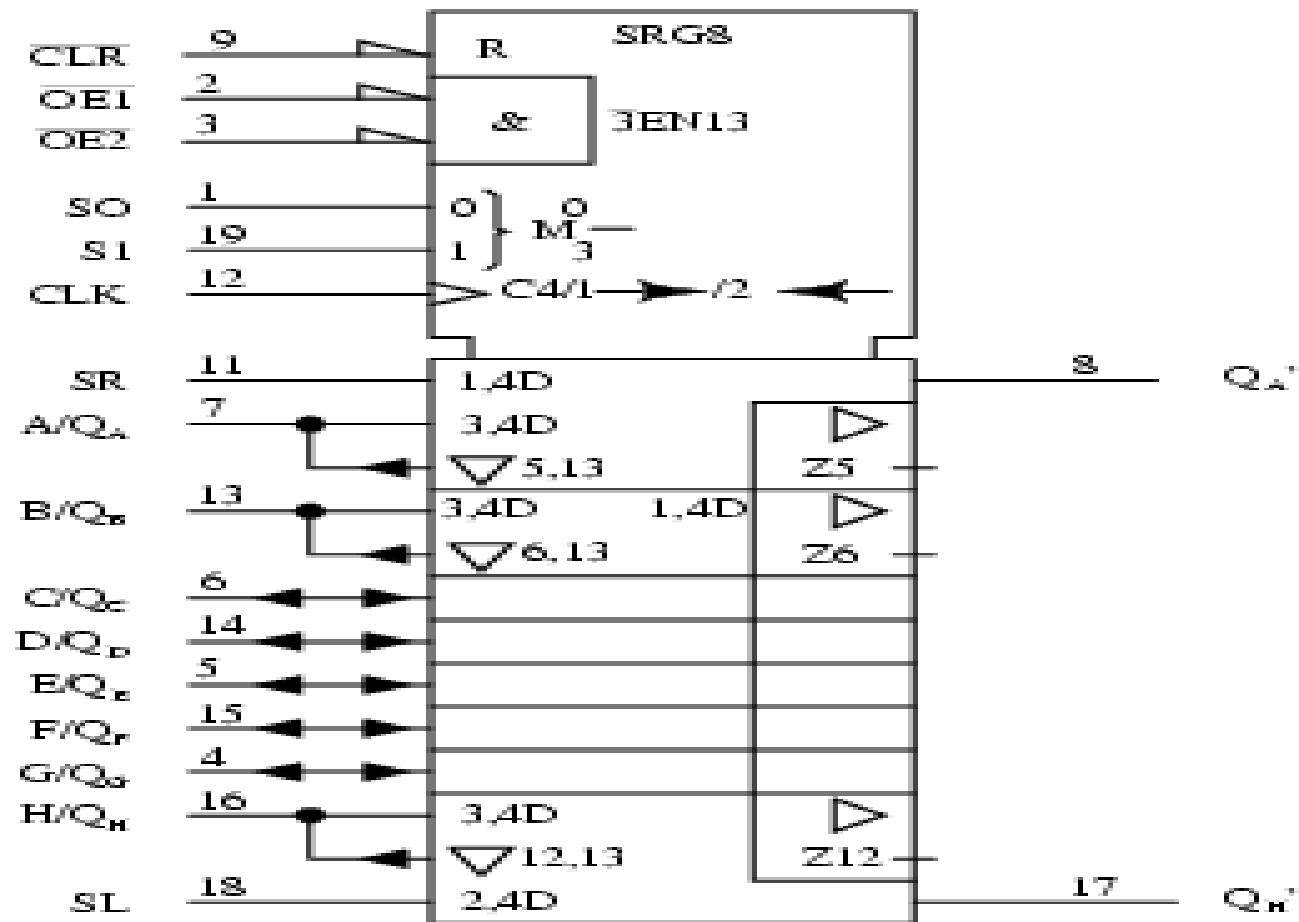 CLR 9 R SRG8
OE1 2
& 3EN13
OE2 3
SO 1 0 0
M
S1 19 1 3
CLK 12 C4/1 /2
SR 11 1,4D 8 QA'
A/QA 7 3,4D
5,13 Z5
B/QB 13 3,4D 1,4D
6,13 Z6
C/QC 6
D/QD 14
E/QE 5
F/QF 15
G/QG 4
H/QH 16 3,4D
12,13 Z12
SL 18 2,4D 17 QH'